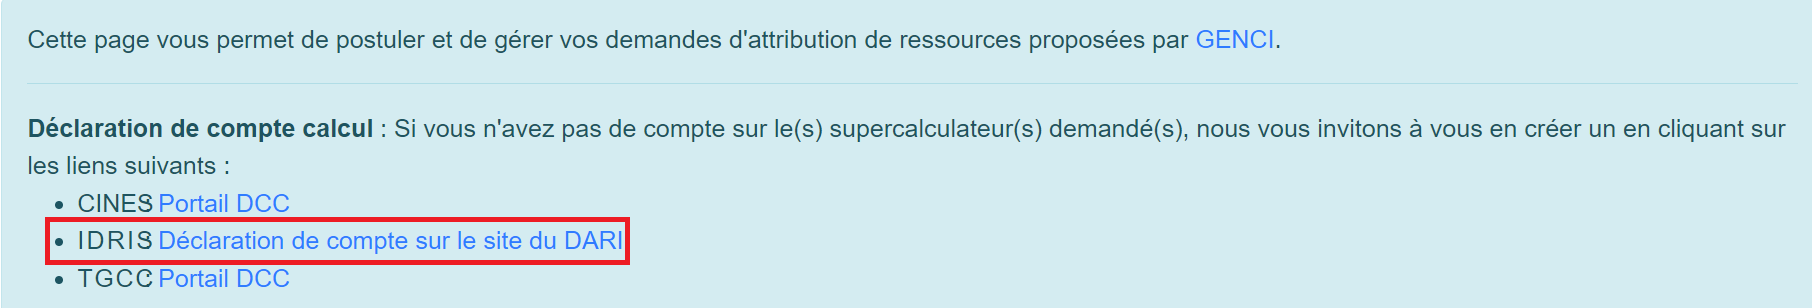 Cette page vous permet de postuler et de gérer vos demandes d'attribution de ressources proposées par GENCI.
Déclaration de compte calcul : Si vous n'avez pas de compte sur le(s) supercalculateur(s) demandé(s), nous vous invitons à vous en créer un en cliquant sur
les liens suivants :
• CINES: Portail DCC
• IDRIS: Déclaration de compte sur le site du DARI
• TGCC: Portail DCC